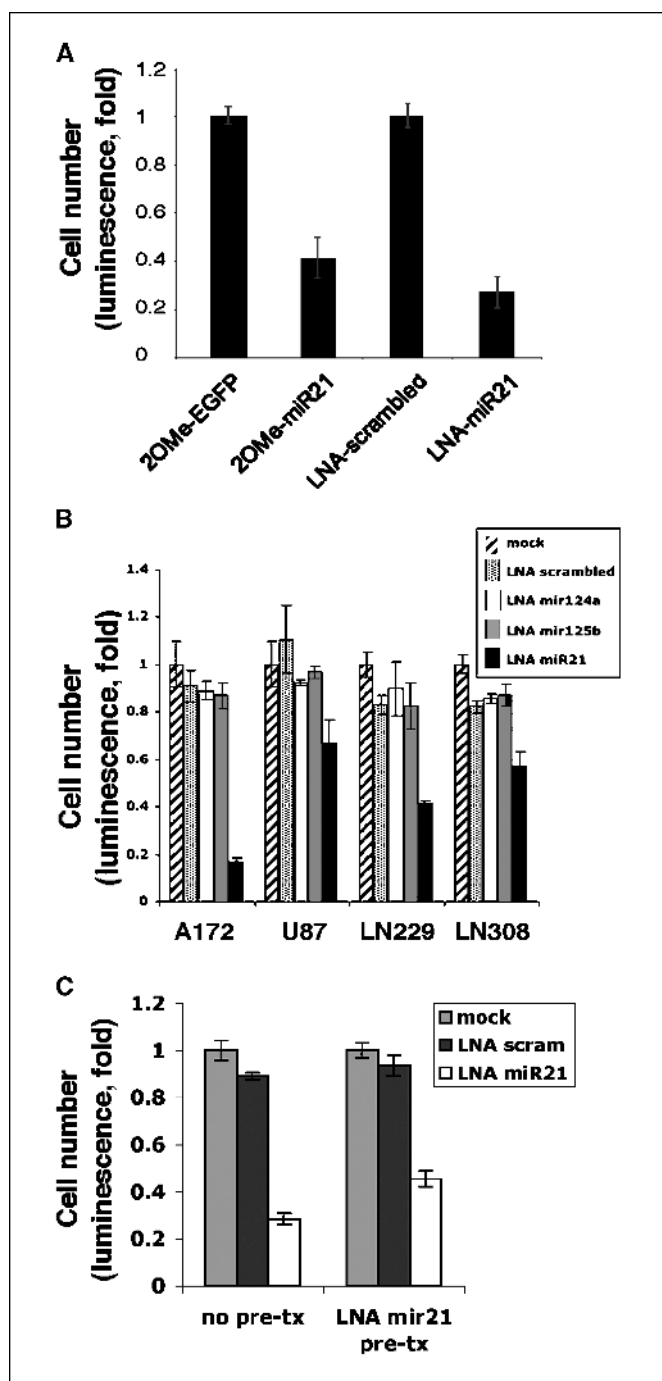 A
Cell number
(luminescence, fold)
1.2
1
0.8
0.6
0.4
0.2
0
2OMe-EGFP
2OMe-miR21
LNA-scrambled
LNA-miR21
B
mock
LNA scrambled
LNA mir124a
LNA mir125b
LNA miR21
Cell number
(luminescence, fold)
1.4
1.2
1
0.8
0.6
0.4
0.2
0
A172
U87
LN229
LN308
C
mock
LNA scram
LNA miR21
Cell number
(luminescence, fold)
1.2
1
0.8
0.6
0.4
0.2
0
no pre-tx
LNA mir21
pre-tx